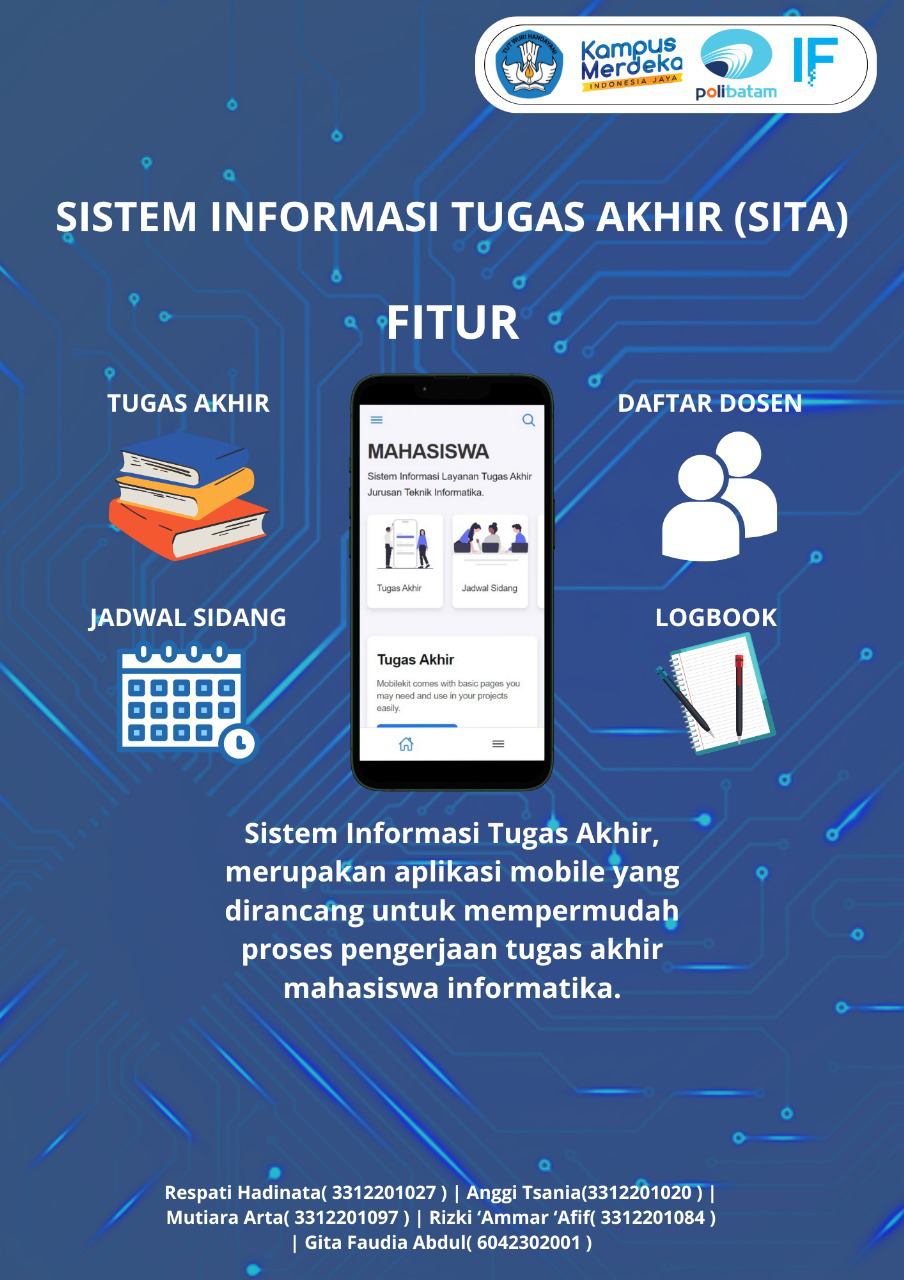 TUT WURI HANDAYANI
Kampus
Merdeka
INDONESIA JAYA
polibatam
IF
SISTEM INFORMASI TUGAS AKHIR (SITA)
FITUR
TUGAS AKHIR
DAFTAR DOSEN
MAHASISWA
Sistem Informasi Layanan Tugas Akhir
Jurusan Teknik Informatika.
Tugas Akhir
Jadwal Sidang
JADWAL SIDANG
LOGBOOK
Tugas Akhir
Mobilekit comes with basic pages you
may need and use in your projects
easily.
Sistem Informasi Tugas Akhir,
merupakan aplikasi mobile yang
dirancang untuk mempermudah
proses pengerjaan tugas akhir
mahasiswa informatika.
Respati Hadinata( 3312201027 ) | Anggi Tsania(3312201020 ) |
Mutiara Arta( 3312201097 ) | Rizki ‘Ammar ‘Afif( 3312201084 )
| Gita Faudia Abdul( 6042302001 )